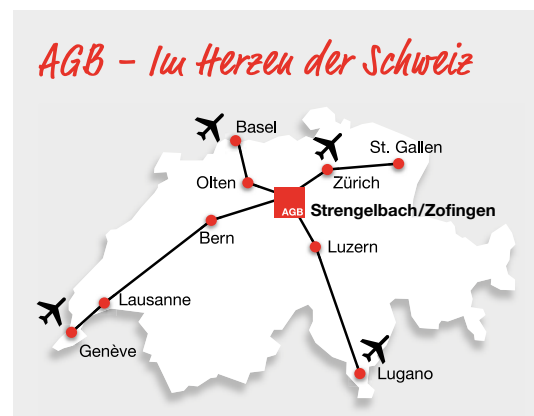 AGB – Im Herzen der Schweiz
Basel
St. Gallen
Olten
Zürich
AGB
Strengelbach/Zofingen
Bern
Luzern
Lausanne
Genève
Lugano